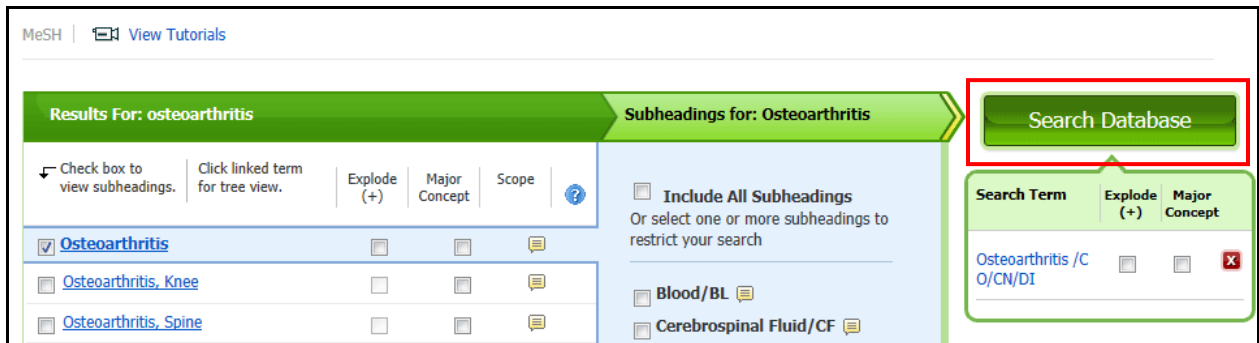 MeSH View Tutorials
Results For: osteoarthritis
Check box to
view subheadings.
Click linked term
for tree view.
Explode
(+)
Major
Concept
Scope
?
Osteoarthritis
Osteoarthritis, Knee
Osteoarthritis, Spine
Subheadings for: Osteoarthritis
Include All Subheadings
Or select one or more subheadings to
restrict your search
Blood/BL
Cerebrospinal Fluid/CF
Search Database
Search Term
Explode
(+)
Major
Concept
Osteoarthritis /C
O/CN/DI